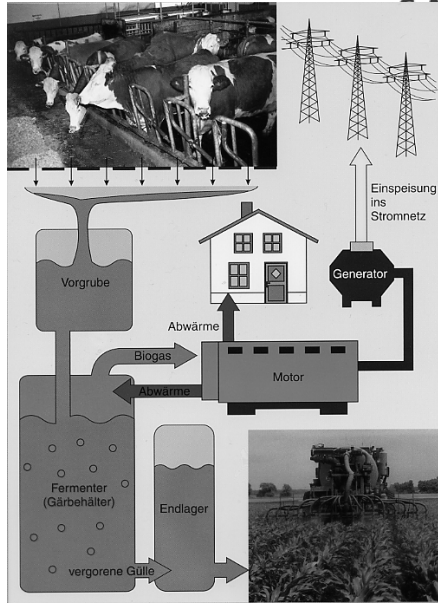 Einspeisung
ins
Stromnetz
Vorgrube
Generator
Abwärme
Biogas
Motor
Abwärme
Fermenter
(Gärbehälter)
Endlager
vergorene Gülle